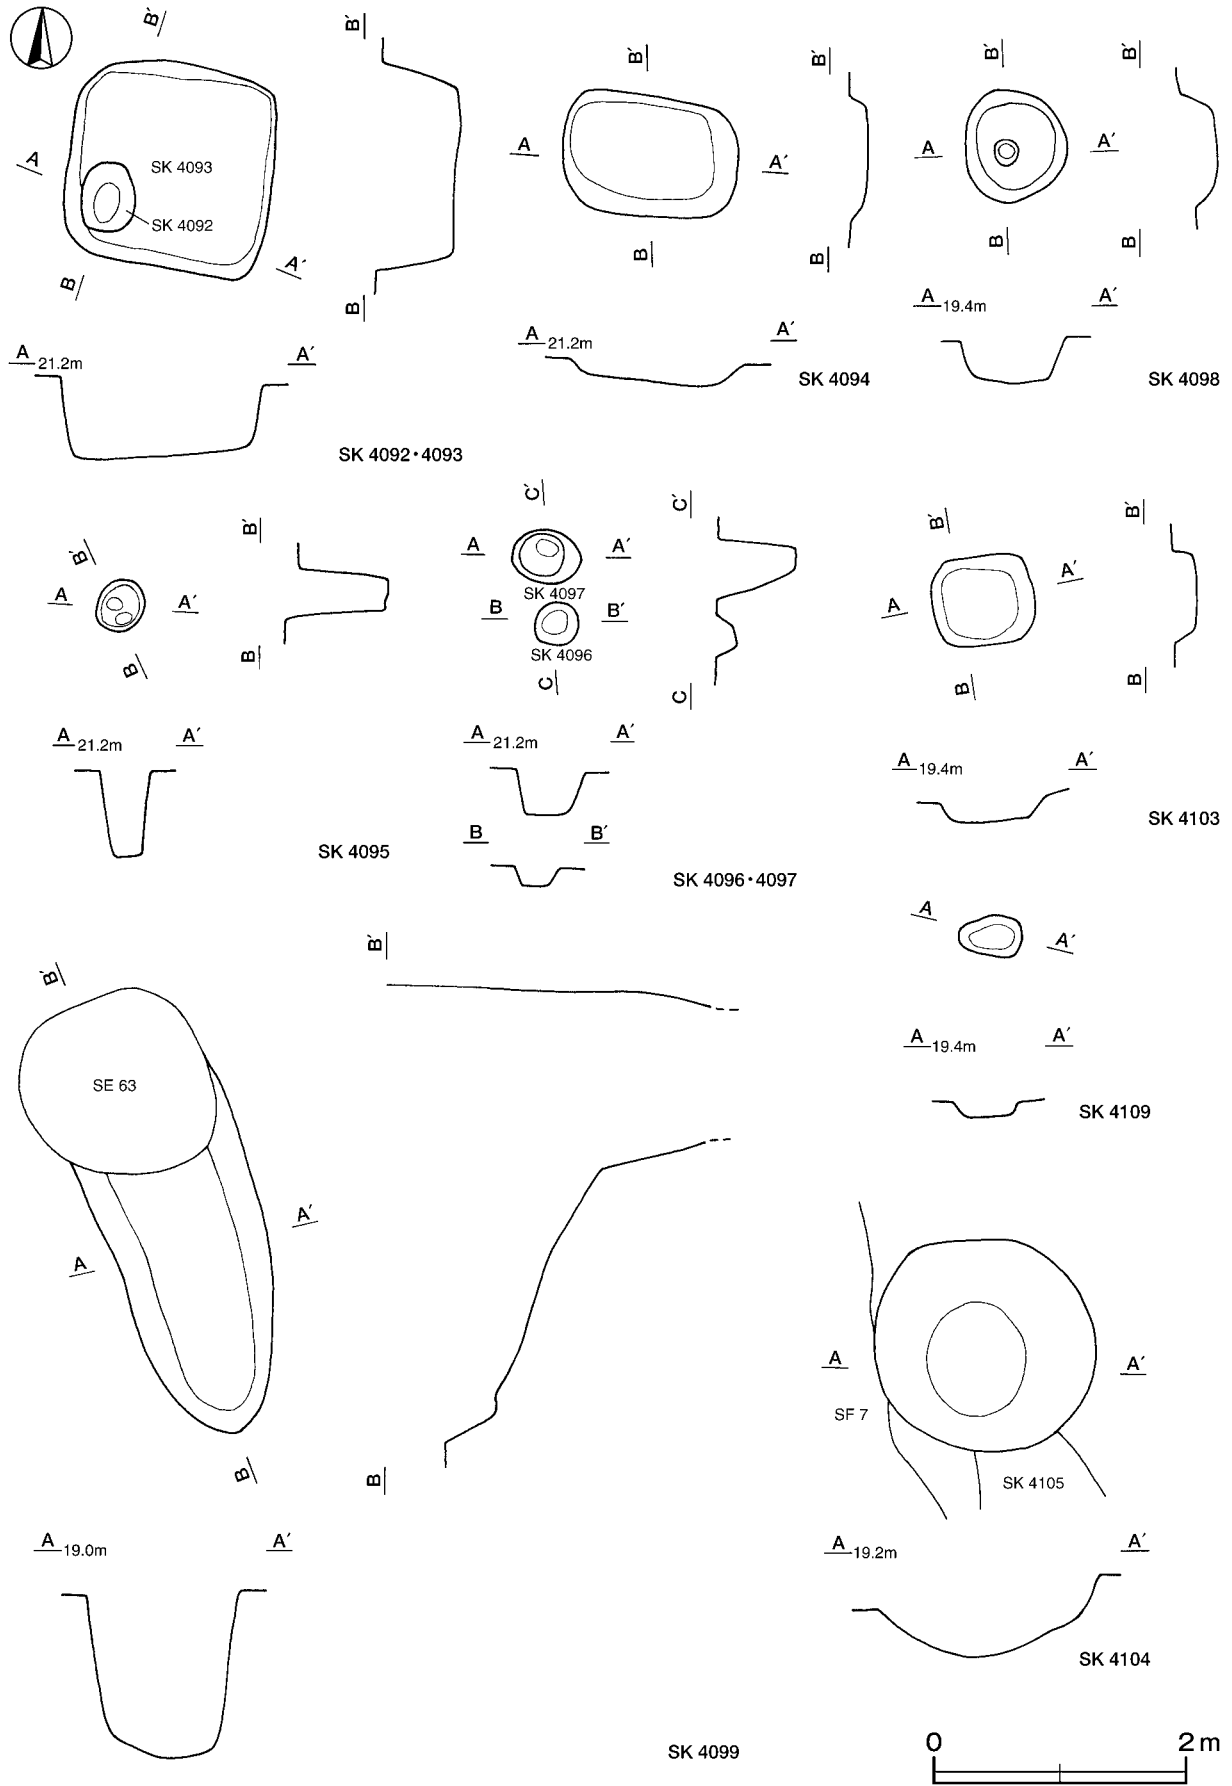 B′
B′
A
SK 4093
SK 4092
A′
B
B
A 21.2m
A′
SK 4092・4093
B′
B′
A
A′
B
B
A 21.2m
A′
SK 4094
B′
B′
A
A′
B
B
A 19.4m
A′
SK 4098
B′
B′
A
A′
B
B
A 21.2m
A′
SK 4095
C′
C′
A
A′
SK 4097
B
B′
SK 4096
C
C
A 21.2m
A′
B
B′
SK 4096・4097
B′
B′
A′
A
B
B
A 19.4m
A′
SK 4103
A
A′
A 19.4m
A′
SK 4109
B′
B′
SE 63
A′
A
B
B
A 19.0m
A′
SK 4099
A
A′
SF 7
SK 4105
A 19.2m
A′
SK 4104
0
2 m